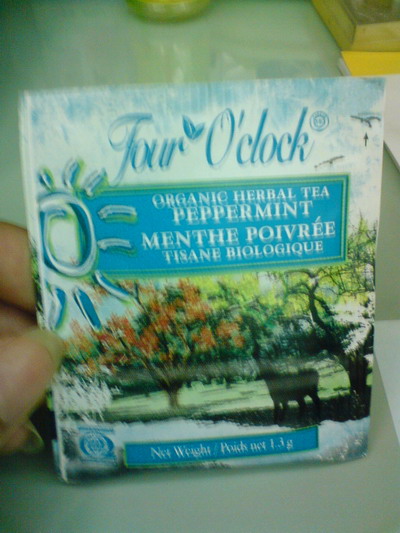 Four O'clock ®
ORGANIC HERBAL TEA
PEPPERMINT
MENTHE POIVRÉE
TISANE BIOLOGIQUE
Net Weight / Poids net 1.3 g